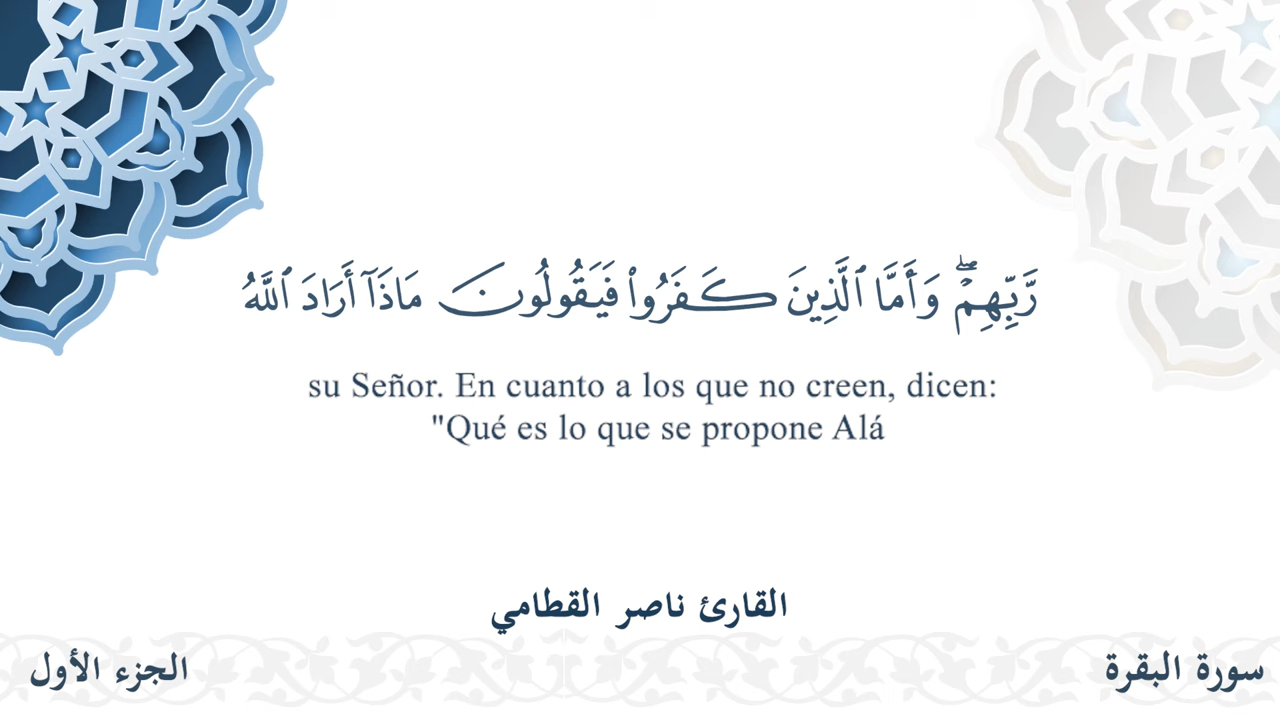 رَّبِّهِمْۖ وَأَمَّا ٱلَّذِينَ كَفَرُوا۟ فَيَقُولُونَ مَاذَآ أَرَادَ ٱللَّهُ
su Señor. En cuanto a los que no creen, dicen:
"Qué es lo que se propone Alá
القارئ ناصر القطامي
سورة البقرة
الجزء الأول